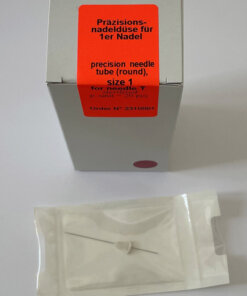 Präzisions-
nadeldüse für
1er Nadel
precision needle
tube (round),
size 1
for needle 1
Order N°